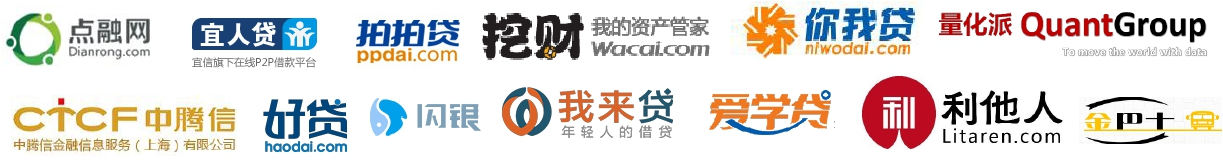 点融网
Dianrong.com
宜人贷
宜信旗下在线P2P借款平台
拍拍贷
ppdai.com
挖财
我的资产管家
Wacai.com
你我贷
niwodai.com
量化派 QuantGroup
To move the world with data
CTCF 中腾信
中腾信金融信息服务(上海)有限公司
好贷
haodai.com
闪银
我来贷
年轻人的借贷
爱学贷
利
利他人
Litaren.com
金巴士